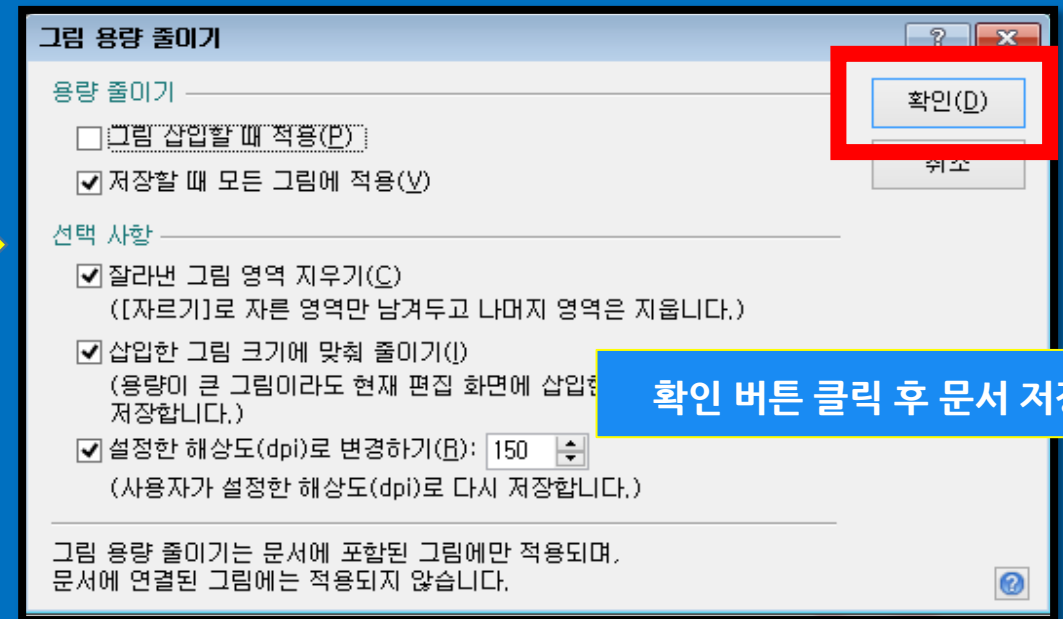 그림 용량 줄이기
용량 줄이기
그림 삽입할 때 적용(P)
저장할 때 모든 그림에 적용(V)
선택 사항
잘라낸 그림 영역 지우기(C)
([자르기]로 자른 영역만 남겨두고 나머지 영역은 지웁니다.)
삽입한 그림 크기에 맞춰 줄이기(I)
(용량이 큰 그림이라도 현재 편집 화면에
저장합니다.)
설정한 해상도(dpi)로 변경하기(R): 150
(사용자가 설정한 해상도(dpi)로 다시 저장합니다.)
그림 용량 줄이기는 문서에 포함된 그림에만 적용되며,
문서에 연결된 그림에는 적용되지 않습니다.
확인(D)
취소
확인 버튼 클릭 후 문서